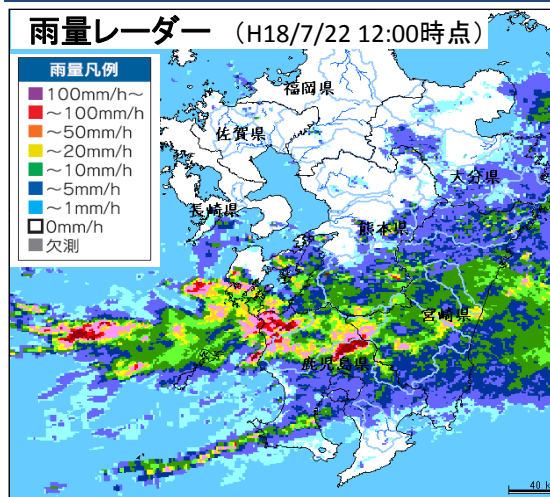 雨量レーダー （H18/7/22 12:00時点）
雨量凡例
100mm/h～
～100mm/h
～50mm/h
～20mm/h
～10mm/h
～5mm/h
～1mm/h
0mm/h
欠測
福岡県
佐賀県
大分県
長崎県
熊本県
宮崎県
鹿児島県
40 k